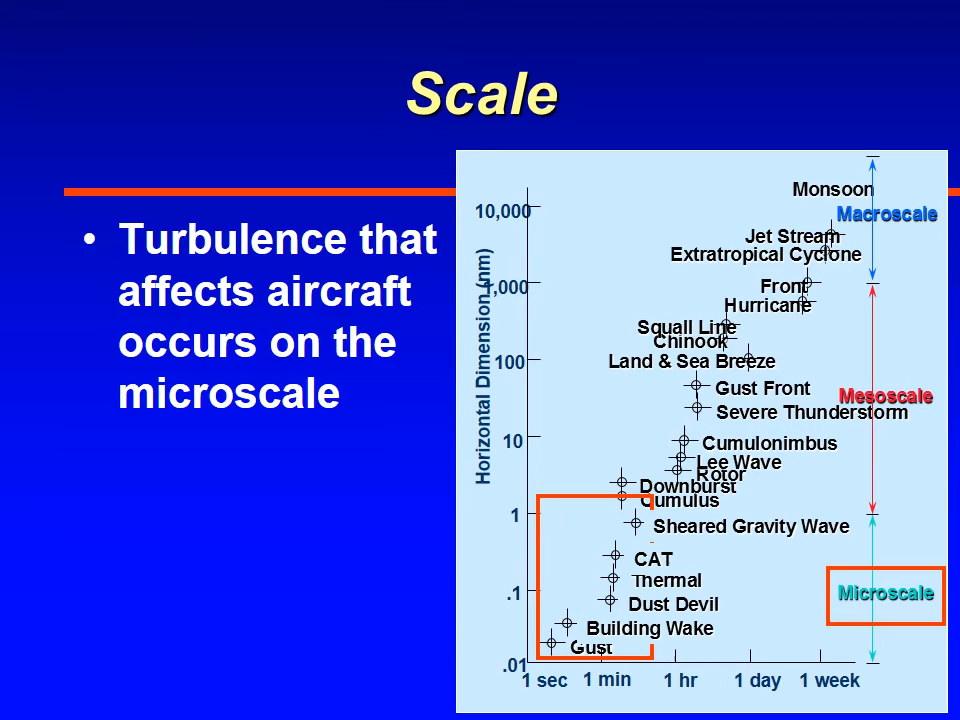 Scale
• Turbulence that
affects aircraft
occurs on the
microscale
Horizontal Dimension (nm)
10,000
1,000
100
10
1
.1
.01
1 sec
1 min
1 hr
1 day
1 week
Monsoon
Macroscale
Jet Stream
Extratropical Cyclone
Front
Hurricane
Squall Line
Chinook
Land & Sea Breeze
Gust Front
Mesoscale
Severe Thunderstorm
Cumulonimbus
Lee Wave
Rotor
Downburst
Cumulus
Sheared Gravity Wave
CAT
Thermal
Microscale
Dust Devil
Building Wake
Gust